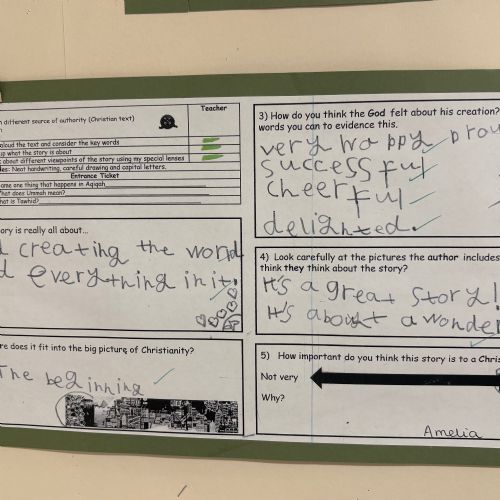 different source of authority (Christian text)
Teacher
aloud the text and consider the key words
up what the story is about
about different viewpoints of the story using my special lenses
des: Neat handwriting, careful drawing and capital letters.
Entrance Ticket
ame one thing that happens in Aqiqah
hat does Ummah mean?
hat is Tawhid?
tory is really all about...
creating the world
everything in it.
re does it fit into the big picture of Christianity?
The beginning
3) How do you think the God felt about his creation?
words you can to evidence this.
very happy, prou
successful
cheerful
delighted.
4) Look carefully at the pictures the author includes
think they think about the story?
It's a great story!
It's about a wonder
5) How important do you think this story is to a Chris
Not very
Why?
Amelia